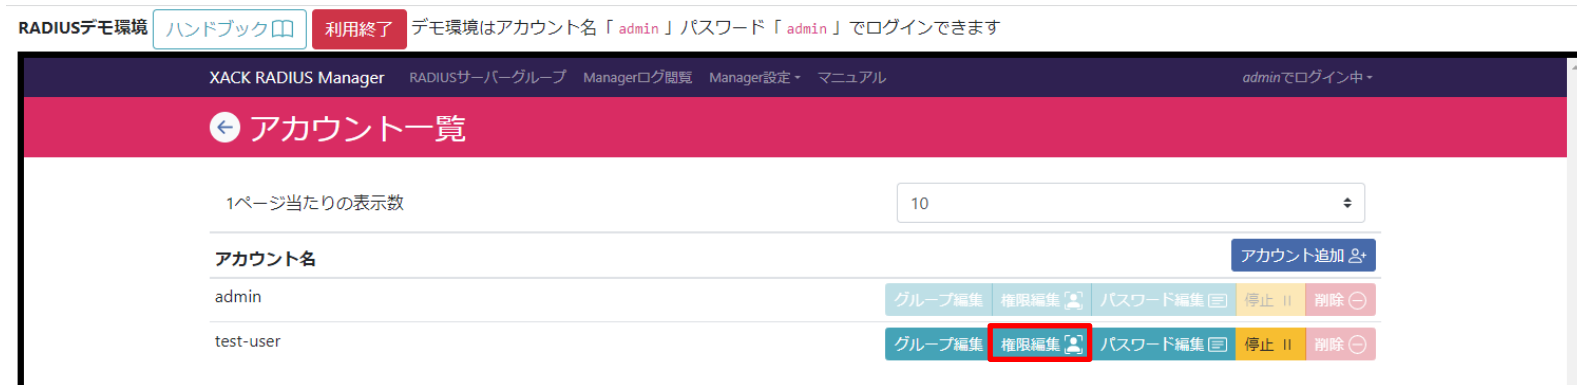 RADIUSデモ環境 ハンドブック 利用終了 デモ環境はアカウント名「 admin 」パスワード「 admin 」でログインできます
XACK RADIUS Manager RADIUSサーバーグループ Managerログ閲覧 Manager設定 マニュアル adminでログイン中
アカウント一覧
1ページ当たりの表示数 10
アカウント名 アカウント追加
admin グループ編集 権限編集 パスワード編集 停止 削除
test-user グループ編集 権限編集 パスワード編集 停止 削除